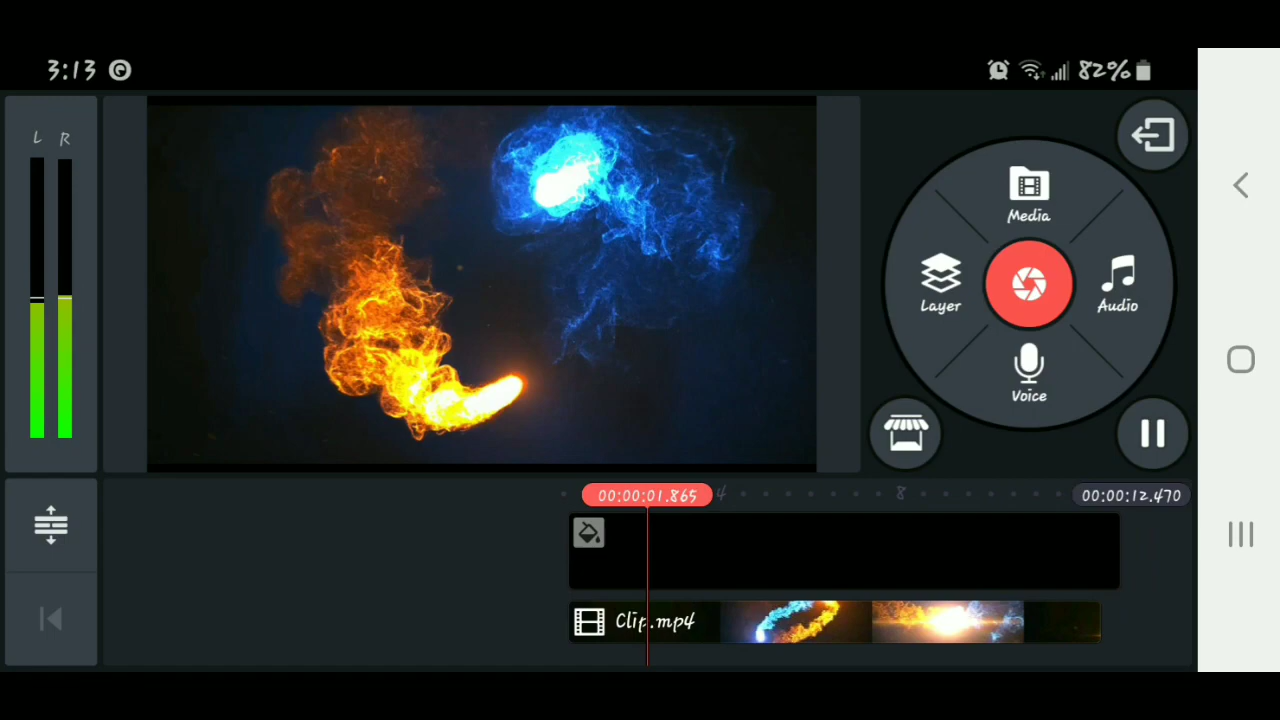 3:13
82%
L R
Media
Layer
Audio
Voice
00:00:01.865
4
8
00:00:12.470
Clip.mp4